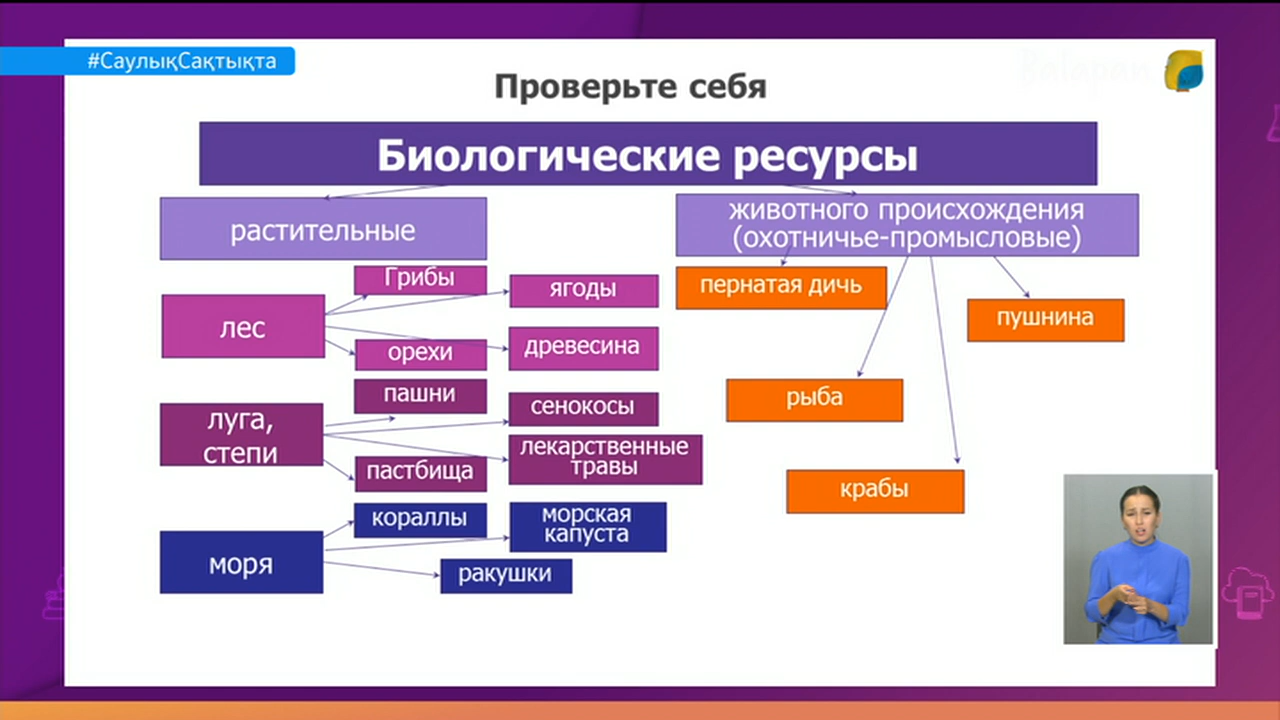 #СаулықСақтықта
Balapan
Проверьте себя
Биологические ресурсы
растительные
животного происхождения
(охотничье-промысловые)
лес
Грибы
ягоды
орехи
древесина
луга,
степи
пашни
сенокосы
пастбища
лекарственные
травы
моря
кораллы
морская
капуста
ракушки
пернатая дичь
пушнина
рыба
крабы